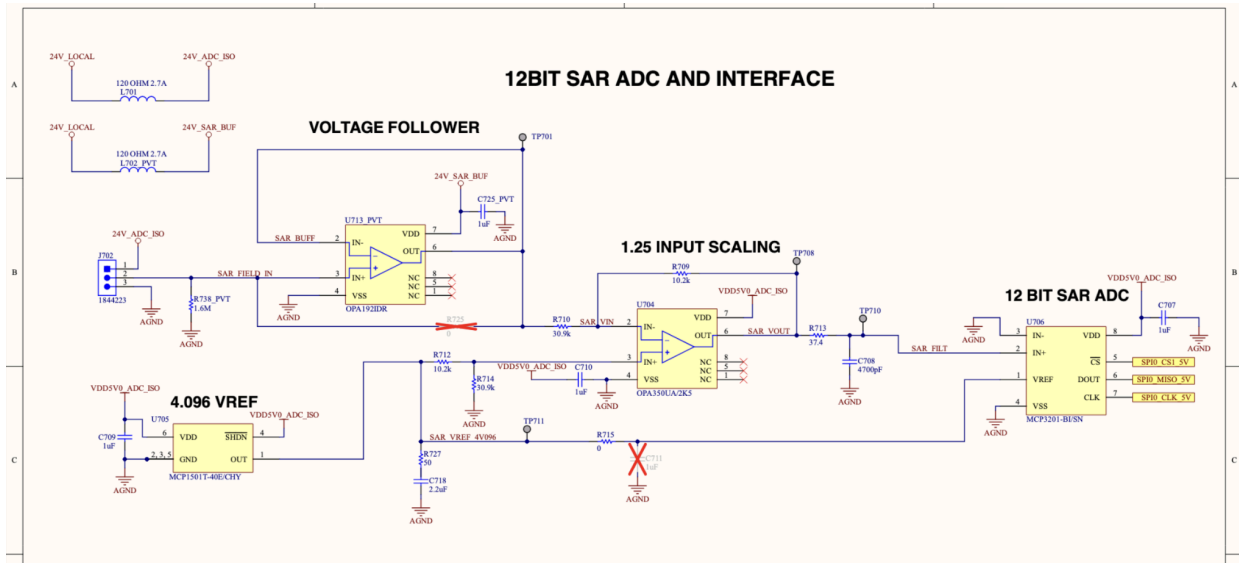 12BIT SAR ADC AND INTERFACE
24V_LOCAL
24V_ADC_ISO
120 OHM 2.7A
L701
24V_LOCAL
24V_SAR_BUF
120 OHM 2.7A
L702_PVT
VOLTAGE FOLLOWER
TP701
24V_SAR_BUF
C725_PVT
1uF
AGND
U713_PVT
SAR_BUFF
2
IN-
VDD
7
OUT
6
3
IN+
NC
8
NC
5
NC
1
4
VSS
OPA192IDR
AGND
24V_ADC_ISO
J702
1
2
3
1844223
AGND
SAR_FIELD_IN
R738_PVT
1.6M
AGND
R725
0
1.25 INPUT SCALING
TP708
R709
10.2k
R710
30.9k
SAR_VIN
U704
2
IN-
VDD
7
OUT
6
3
IN+
NC
8
NC
5
NC
1
4
VSS
OPA350UA/2K5
VDD5V0_ADC_ISO
SAR_VOUT
R713
37.4
TP710
C708
4700pF
AGND
SAR_FILT
R712
10.2k
R714
30.9k
AGND
VDD5V0_ADC_ISO
C710
1uF
AGND
12 BIT SAR ADC
VDD5V0_ADC_ISO
C707
1uF
AGND
AGND
U706
3
IN-
VDD
8
2
IN+
CS
5
1
VREF
DOUT
6
CLK
7
4
VSS
MCP3201-BI/SN
AGND
SPI0_CS1_5V
SPI0_MISO_5V
SPI0_CLK_5V
4.096 VREF
VDD5V0_ADC_ISO
VDD5V0_ADC_ISO
U705
C709
1uF
AGND
6
VDD
SHDN
4
2, 3, 5
GND
OUT
1
MCP1501T-40E/CHY
SAR_VREF_4V096
TP711
R715
0
C711
1uF
AGND
R727
50
C718
2.2uF
AGND
A
B
C
A
B
C